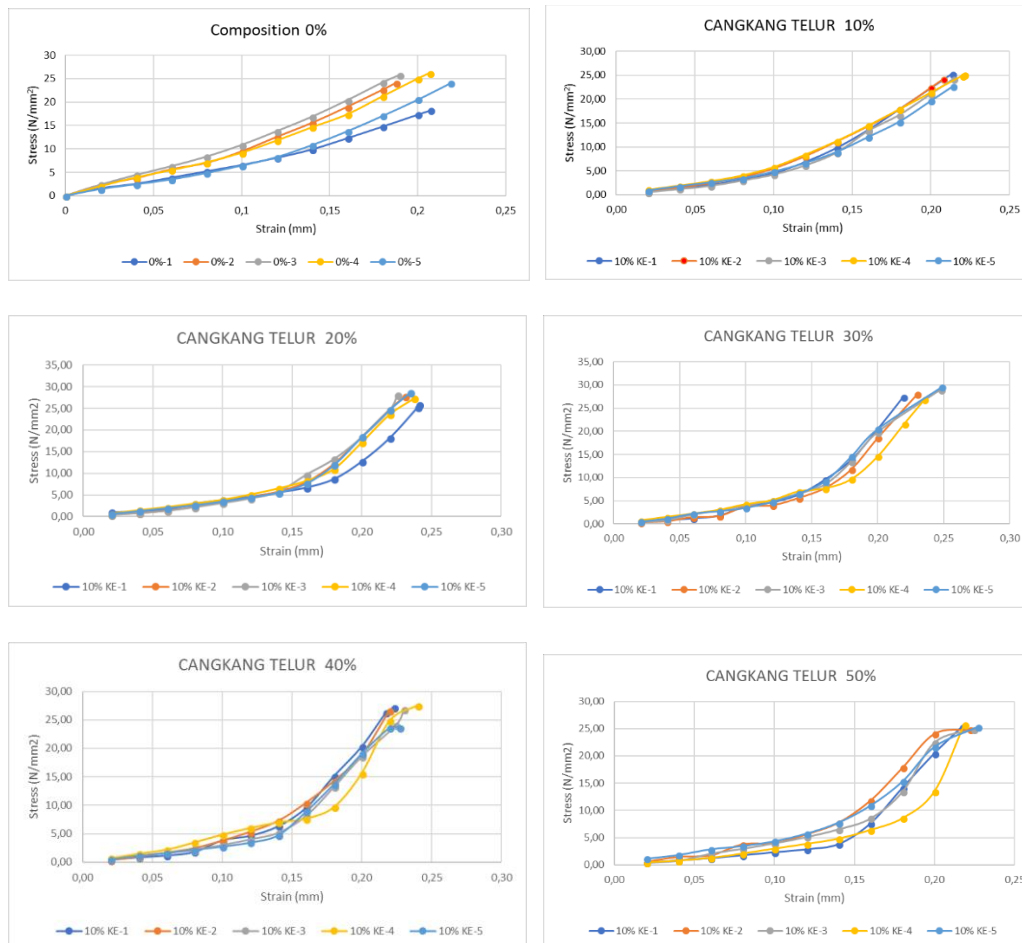 Composition 0%
Stress (N/mm²)
30
25
20
15
10
5
0
0 0,05 0,1 0,15 0,2 0,25
Strain (mm)
0%-1 0%-2 0%-3 0%-4 0%-5
CANGKANG TELUR 10%
Stress (N/mm²)
30,00
25,00
20,00
15,00
10,00
5,00
0,00
0,00 0,05 0,10 0,15 0,20 0,25
Strain (mm)
10% KE-1 10% KE-2 10% KE-3 10% KE-4 10% KE-5
CANGKANG TELUR 20%
Stress (N/mm2)
35,00
30,00
25,00
20,00
15,00
10,00
5,00
0,00
0,00 0,05 0,10 0,15 0,20 0,25 0,30
Strain (mm)
10% KE-1 10% KE-2 10% KE-3 10% KE-4 10% KE-5
CANGKANG TELUR 30%
Stress (N/mm2)
35,00
30,00
25,00
20,00
15,00
10,00
5,00
0,00
0,00 0,05 0,10 0,15 0,20 0,25 0,30
Strain (mm)
10% KE-1 10% KE-2 10% KE-3 10% KE-4 10% KE-5
CANGKANG TELUR 40%
Stress (N/mm2)
30,00
25,00
20,00
15,00
10,00
5,00
0,00
0,00 0,05 0,10 0,15 0,20 0,25 0,30
Strain (mm)
10% KE-1 10% KE-2 10% KE-3 10% KE-4 10% KE-5
CANGKANG TELUR 50%
Stress (N/mm2)
30,00
25,00
20,00
15,00
10,00
5,00
0,00
0,00 0,05 0,10 0,15 0,20 0,25
Strain (mm)
10% KE-1 10% KE-2 10% KE-3 10% KE-4 10% KE-5